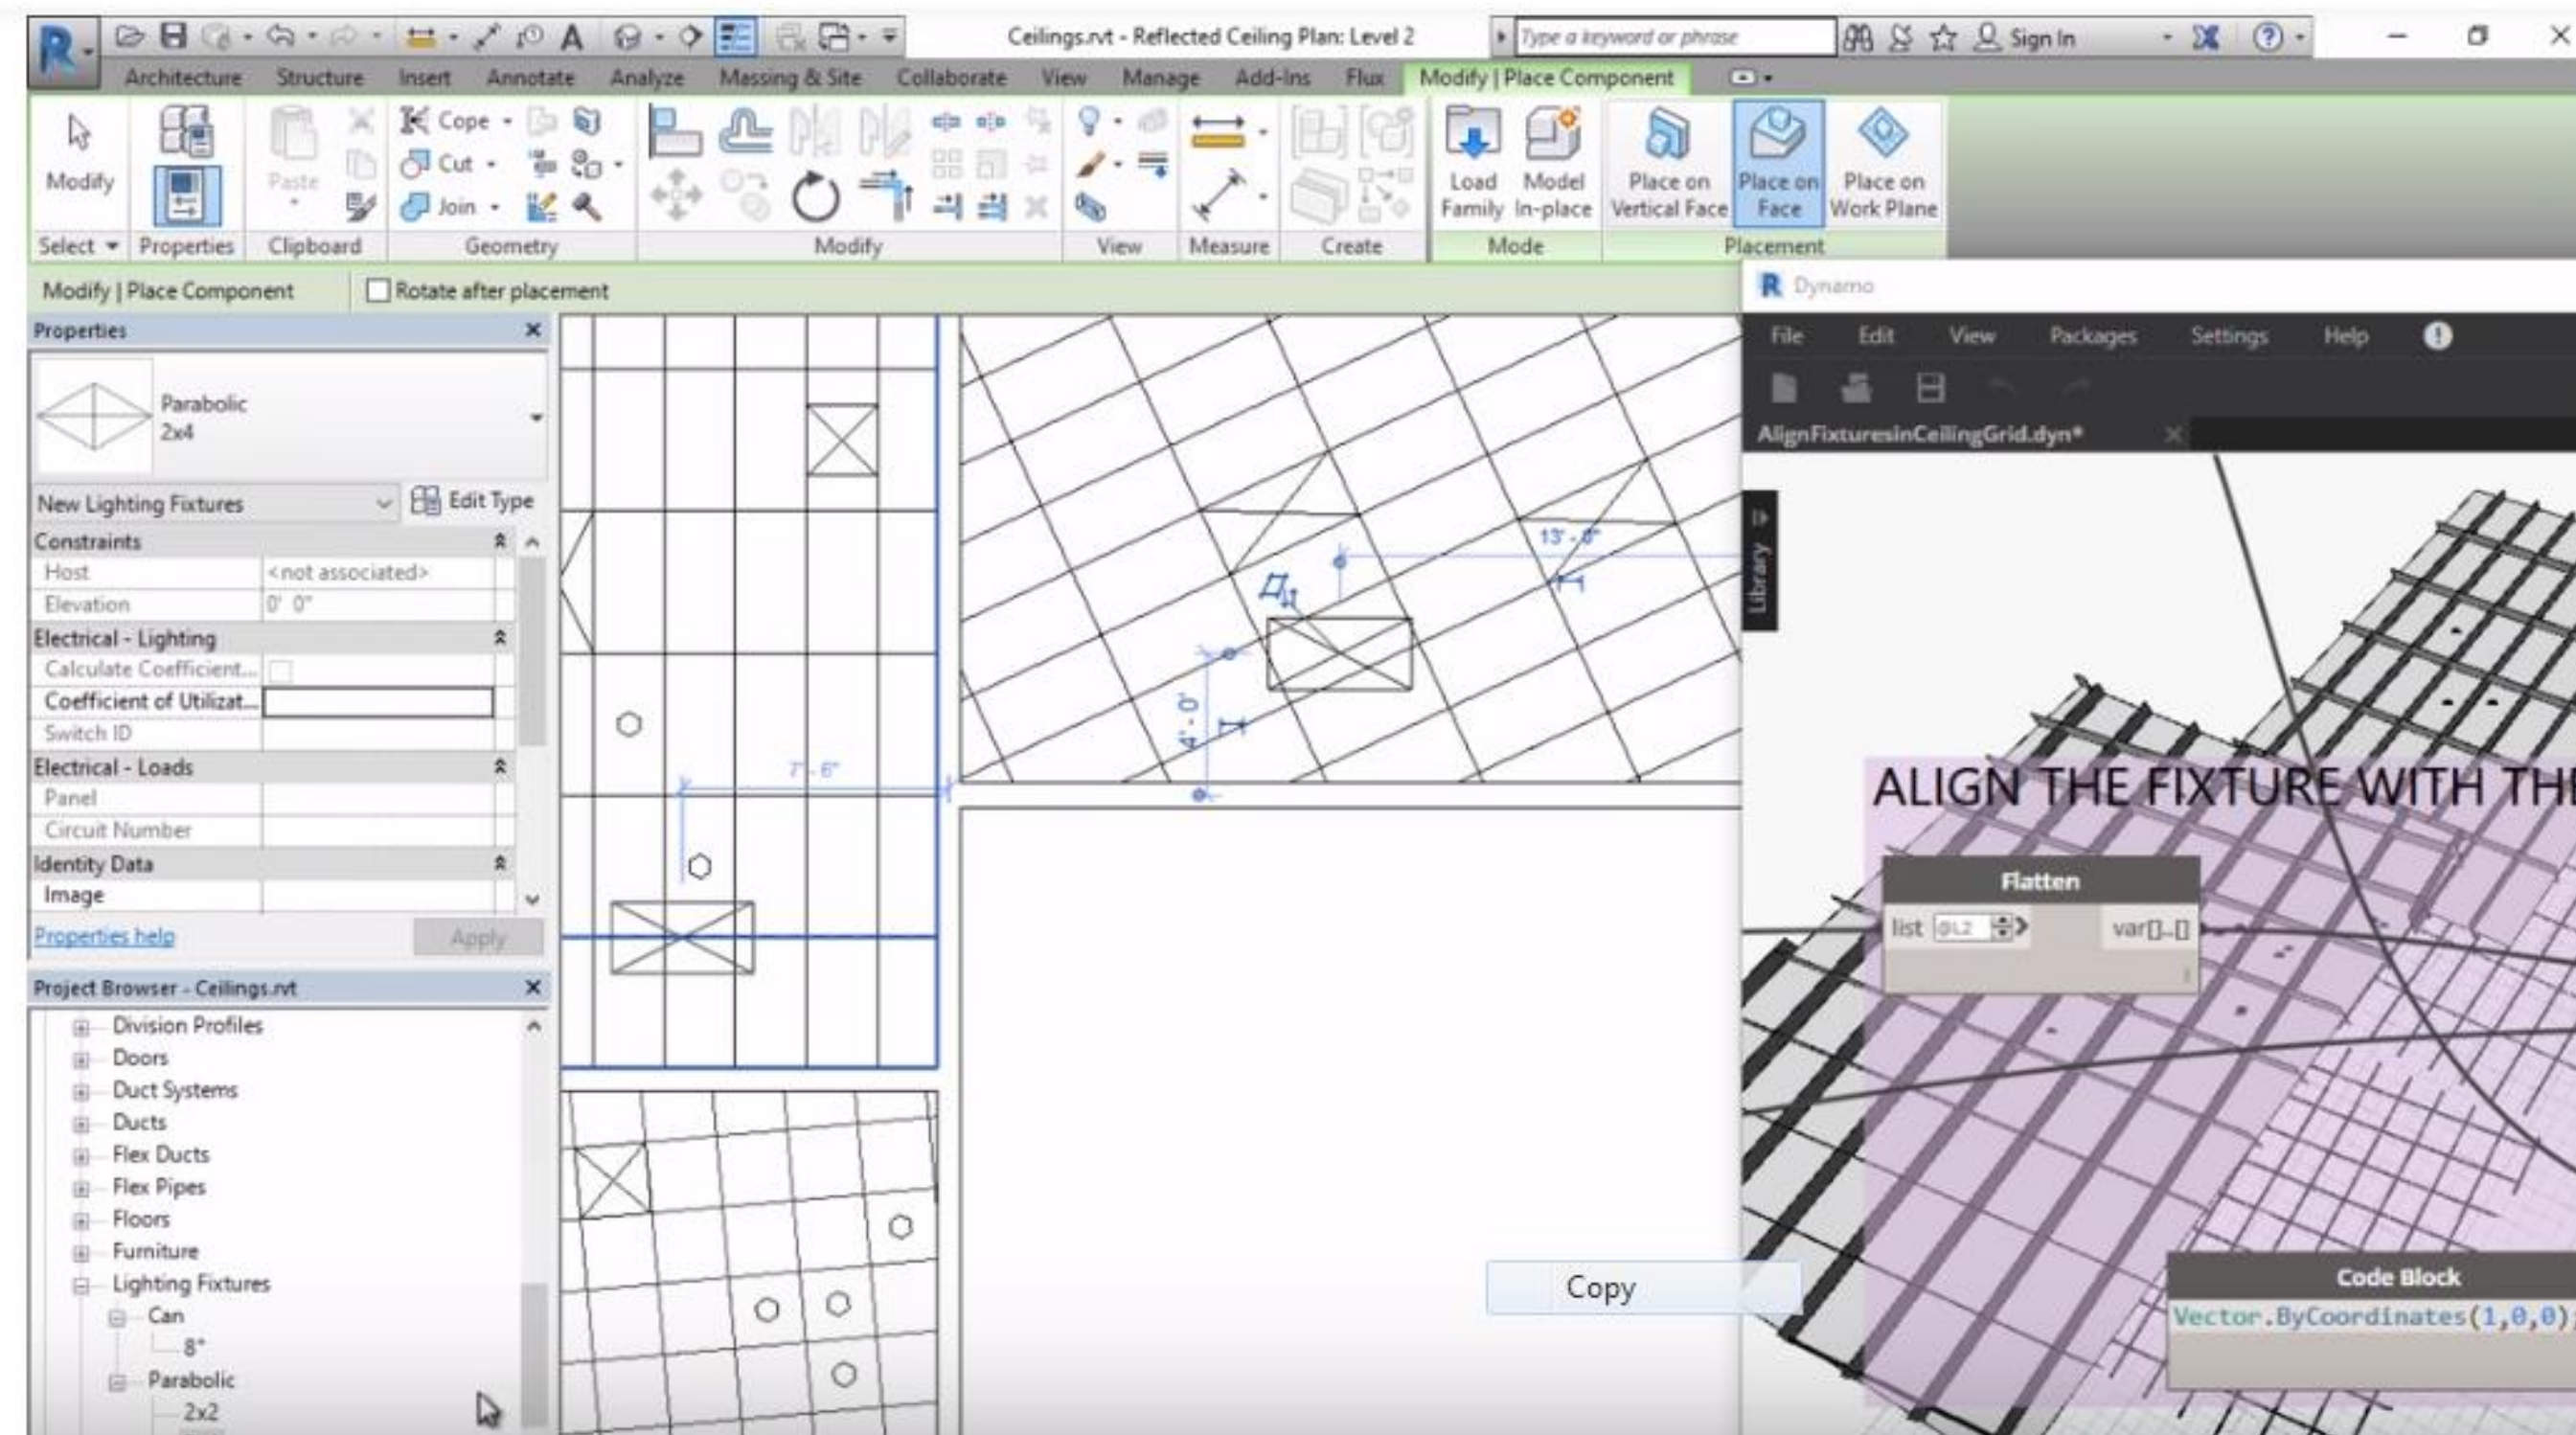 Ceilings.rvt - Reflected Ceiling Plan: Level 2
Type a keyword or phrase
Sign In
Architecture Structure Insert Annotate Analyze Massing & Site Collaborate View Manage Add-Ins Flux Modify | Place Component
Modify
Paste
Cope
Cut
Join
Load Family
Model In-place
Place on Vertical Face
Place on Face
Place on Work Plane
Select Properties Clipboard Geometry Modify View Measure Create Mode Placement
Modify | Place Component
Rotate after placement
Properties
Parabolic
2x4
New Lighting Fixtures
Edit Type
Constraints
Host <not associated>
Elevation 0' 0"
Electrical - Lighting
Calculate Coefficient...
Coefficient of Utilizat...
Switch ID
Electrical - Loads
Panel
Circuit Number
Identity Data
Image
Properties help
Apply
Project Browser - Ceilings.rvt
Division Profiles
Doors
Duct Systems
Ducts
Flex Ducts
Flex Pipes
Floors
Furniture
Lighting Fixtures
Can
8"
Parabolic
2x2
13' - 0"
4' - 0"
7' - 6"
Copy
Dynamo
File Edit View Packages Settings Help
AlignFixturesinCeilingGrid.dyn*
Library
ALIGN THE FIXTURE WITH THE
Flatten
list @L2 var[]..[]
Code Block
Vector.ByCoordinates(1,0,0);